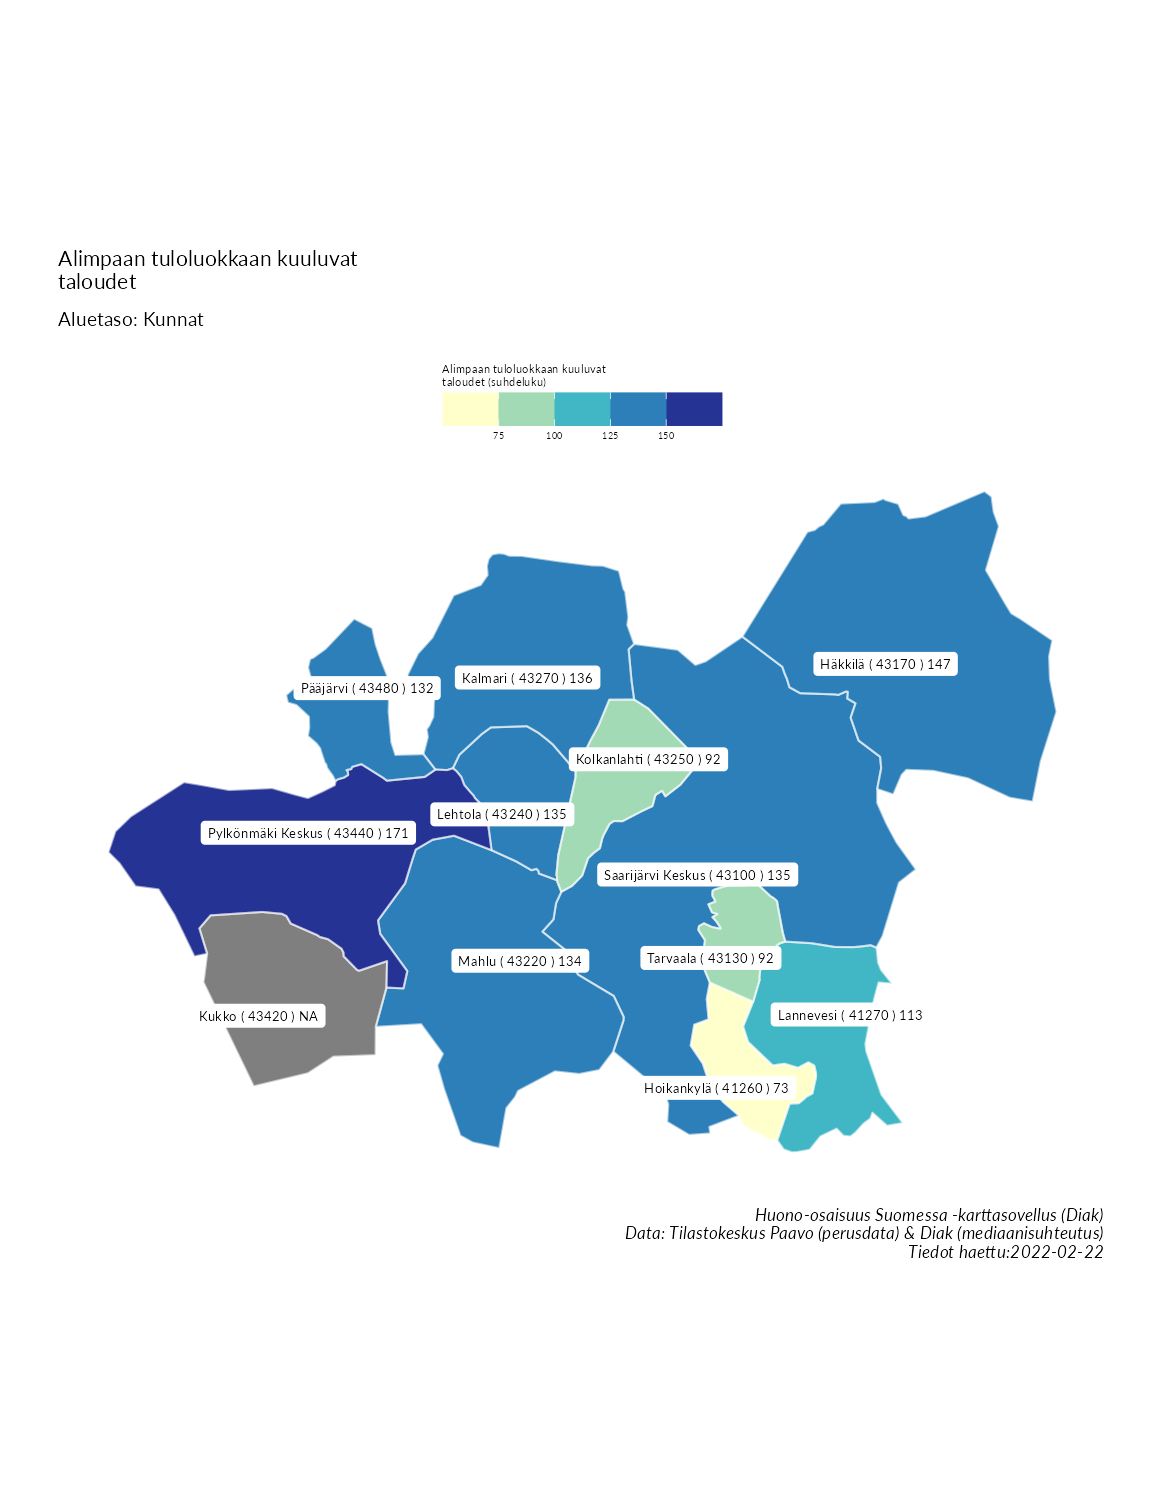 Alimpaan tuloluokkaan kuuluvat
taloudet
Aluetaso: Kunnat
Alimpaan tuloluokkaan kuuluvat
taloudet (suhdeluku)
75 100 125 150
Häkkilä ( 43170 ) 147
Kalmari ( 43270 ) 136
Pääjärvi ( 43480 ) 132
Kolkanlahti ( 43250 ) 92
Lehtola ( 43240 ) 135
Pylkönmäki Keskus ( 43440 ) 171
Saarijärvi Keskus ( 43100 ) 135
Tarvaala ( 43130 ) 92
Mahlu ( 43220 ) 134
Lannevesi ( 41270 ) 113
Kukko ( 43420 ) NA
Hoikankylä ( 41260 ) 73
Huono-osaisuus Suomessa -karttasovellus (Diak)
Data: Tilastokeskus Paavo (perusdata) & Diak (mediaanisuhteutus)
Tiedot haettu:2022-02-22